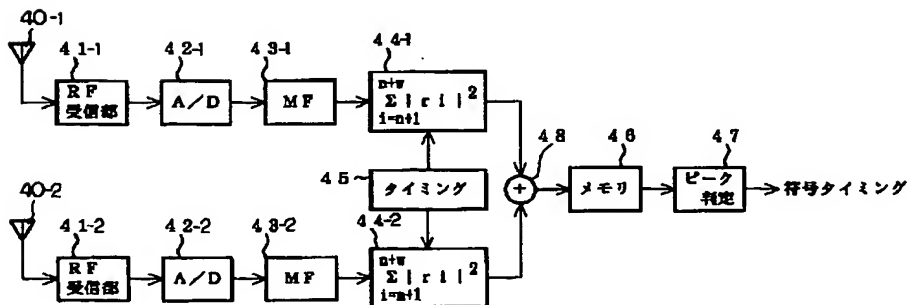 40-1
41-1
42-1
43-1
44-1
RF
受信部
A/D
MF
n+w
Σ|ri|²
i=n+1
48
46
47
45
タイミング
+
メモリ
ピーク
判定
符号タイミング
40-2
41-2
42-2
43-2
44-2
RF
受信部
A/D
MF
n+w
Σ|ri|²
i=n+1